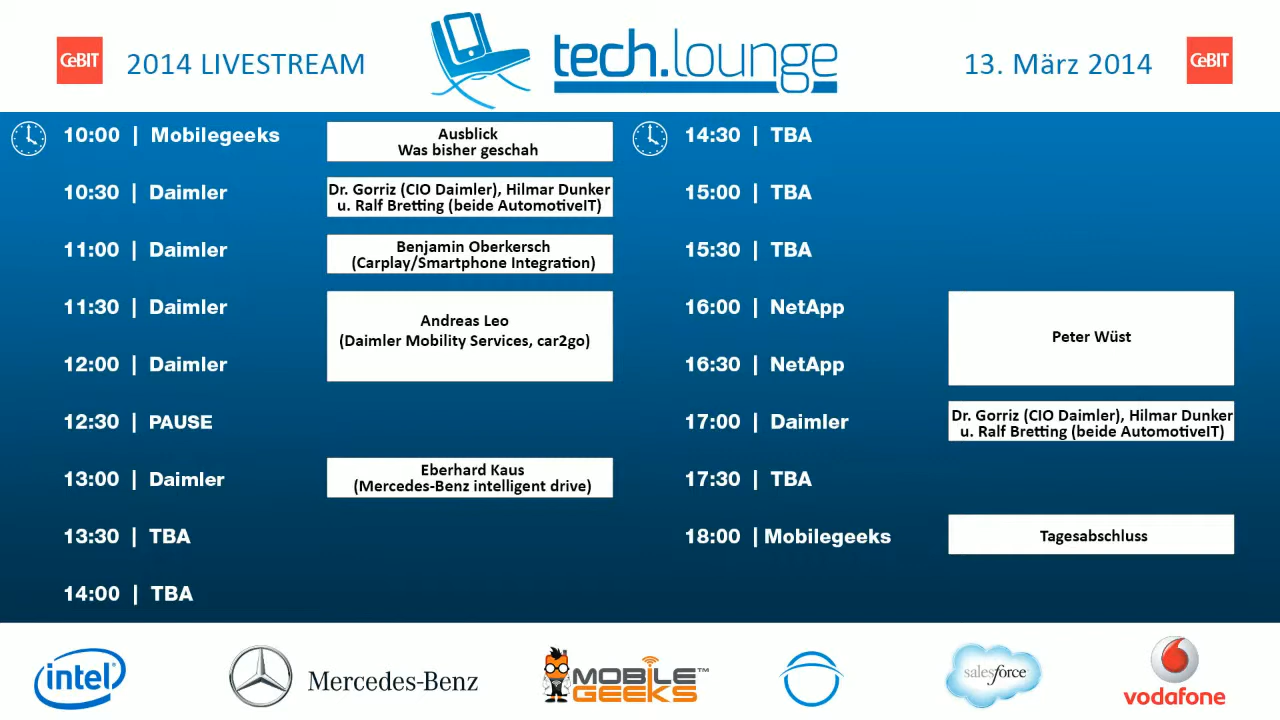 CeBIT 2014 LIVESTREAM tech.lounge 13. März 2014 CeBIT
10:00 | Mobilegeeks
Ausblick
Was bisher geschah
10:30 | Daimler
Dr. Gorriz (CIO Daimler), Hilmar Dunker
u. Ralf Bretting (beide AutomotiveIT)
11:00 | Daimler
Benjamin Oberkersch
(Carplay/Smartphone Integration)
11:30 | Daimler
Andreas Leo
(Daimler Mobility Services, car2go)
12:00 | Daimler
12:30 | PAUSE
13:00 | Daimler
Eberhard Kaus
(Mercedes-Benz intelligent drive)
13:30 | TBA
14:00 | TBA
14:30 | TBA
15:00 | TBA
15:30 | TBA
16:00 | NetApp
Peter Wüst
16:30 | NetApp
17:00 | Daimler
Dr. Gorriz (CIO Daimler), Hilmar Dunker
u. Ralf Bretting (beide AutomotiveIT)
17:30 | TBA
18:00 | Mobilegeeks
Tagesabschluss
intel
Mercedes-Benz
MOBILE GEEKS™
salesforce
vodafone